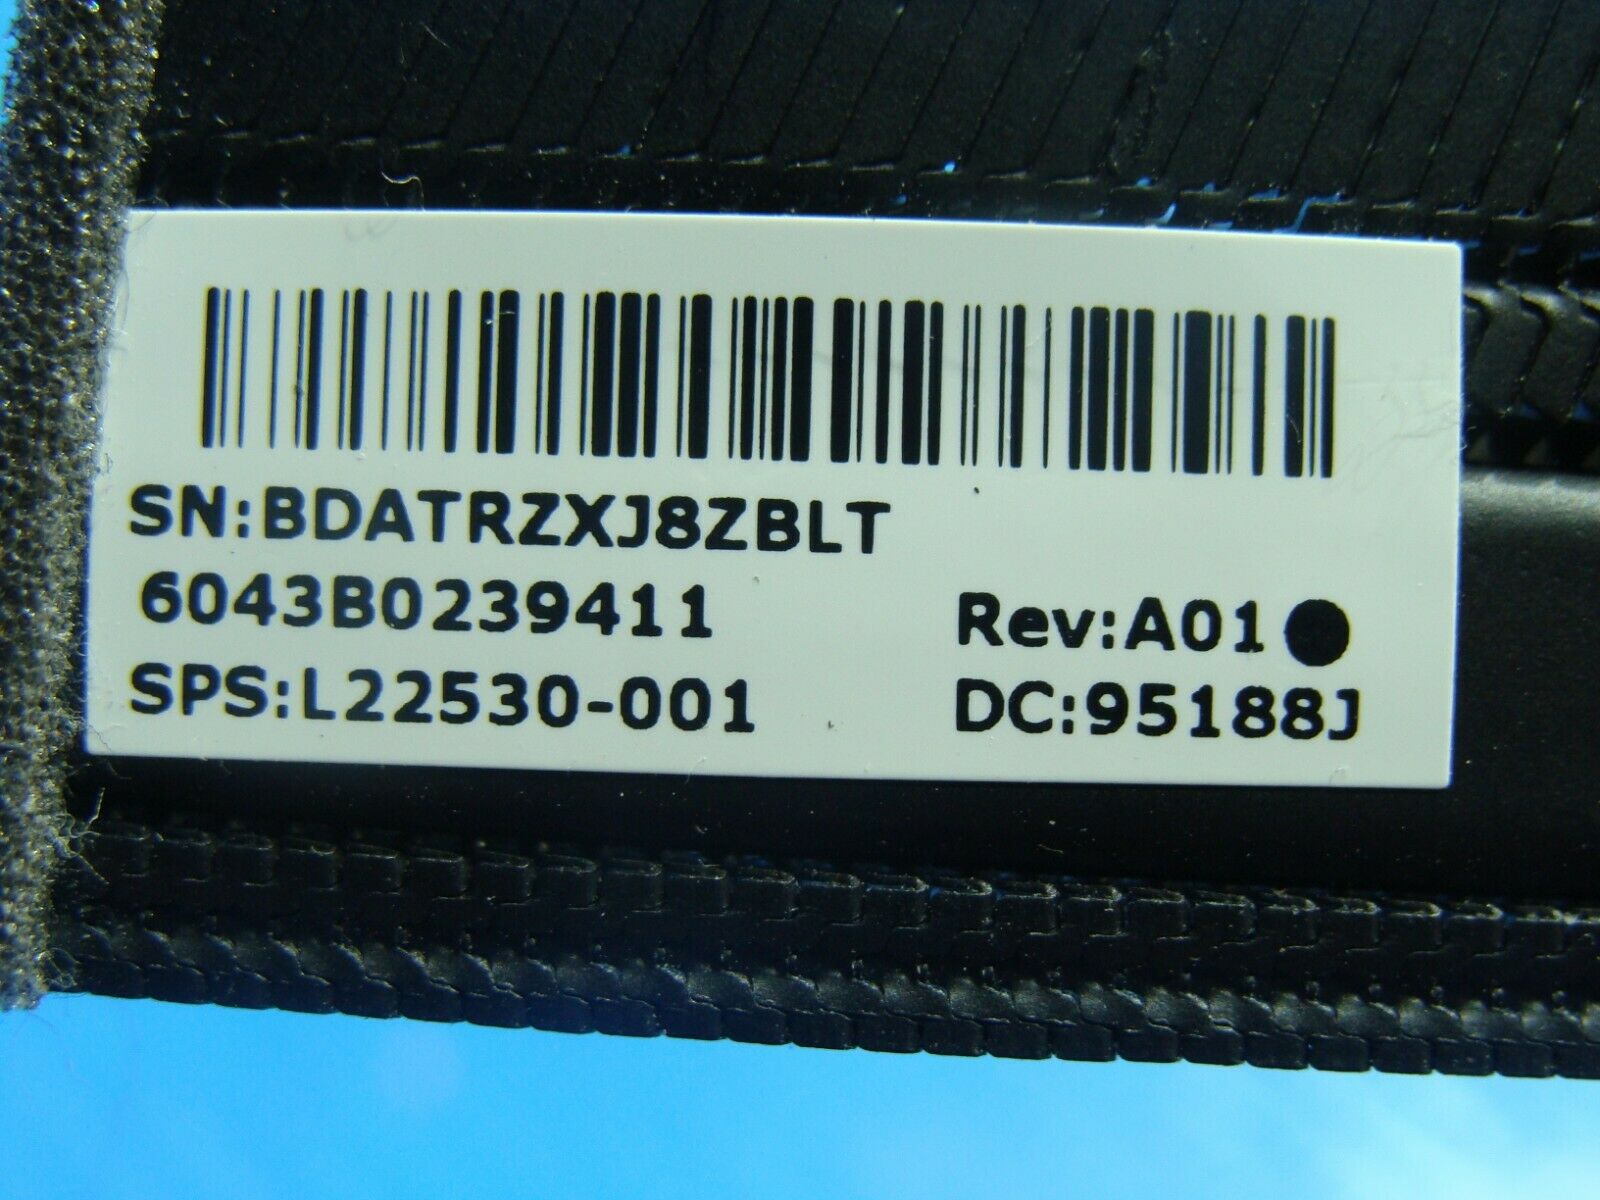 SN:BDATRZXJ8ZBLT
6043B0239411 Rev:A01
SPS:L22530-001 DC:95188J